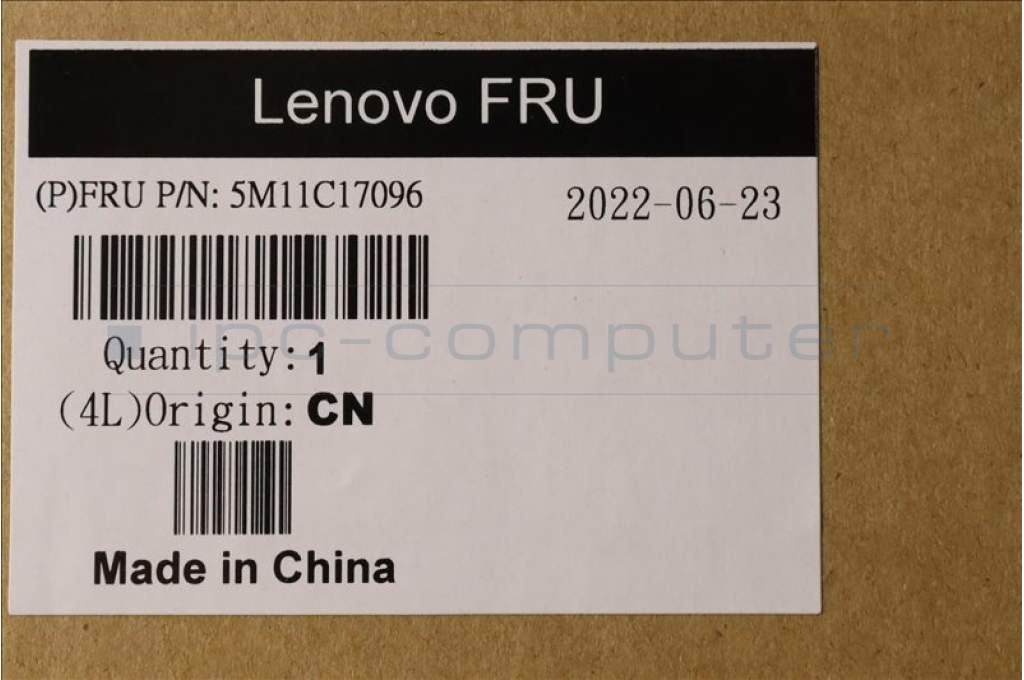 Lenovo FRU
(P)FRU P/N: 5M11C17096
2022-06-23
ipc-computer
Quantity: 1
(4L)Origin: CN
Made in China